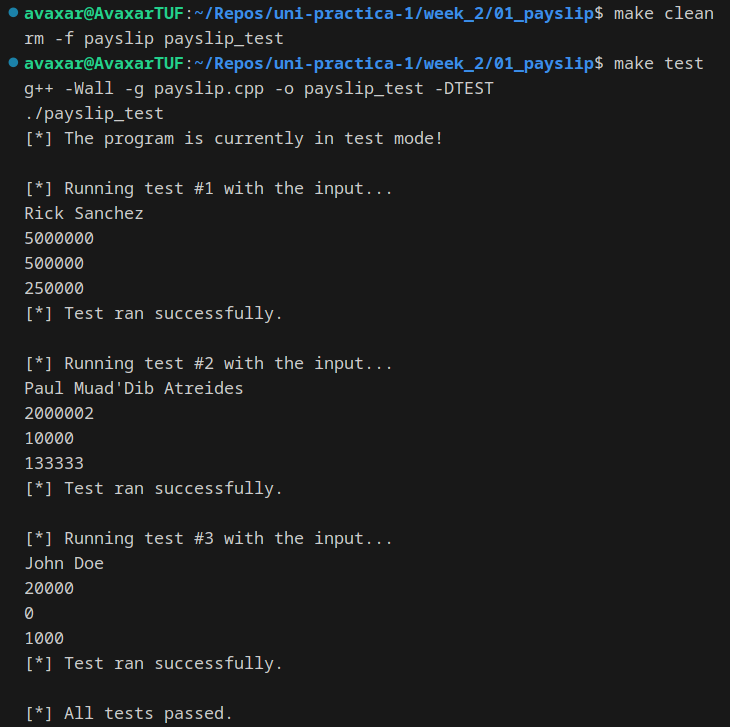 avaxar@AvaxarTUF:~/Repos/uni-practica-1/week_2/01_payslip$ make clean
rm -f payslip payslip_test
avaxar@AvaxarTUF:~/Repos/uni-practica-1/week_2/01_payslip$ make test
g++ -Wall -g payslip.cpp -o payslip_test -DTEST
./payslip_test
[*] The program is currently in test mode!

[*] Running test #1 with the input...
Rick Sanchez
5000000
500000
250000
[*] Test ran successfully.

[*] Running test #2 with the input...
Paul Muad'Dib Atreides
2000002
10000
133333
[*] Test ran successfully.

[*] Running test #3 with the input...
John Doe
20000
0
1000
[*] Test ran successfully.

[*] All tests passed.